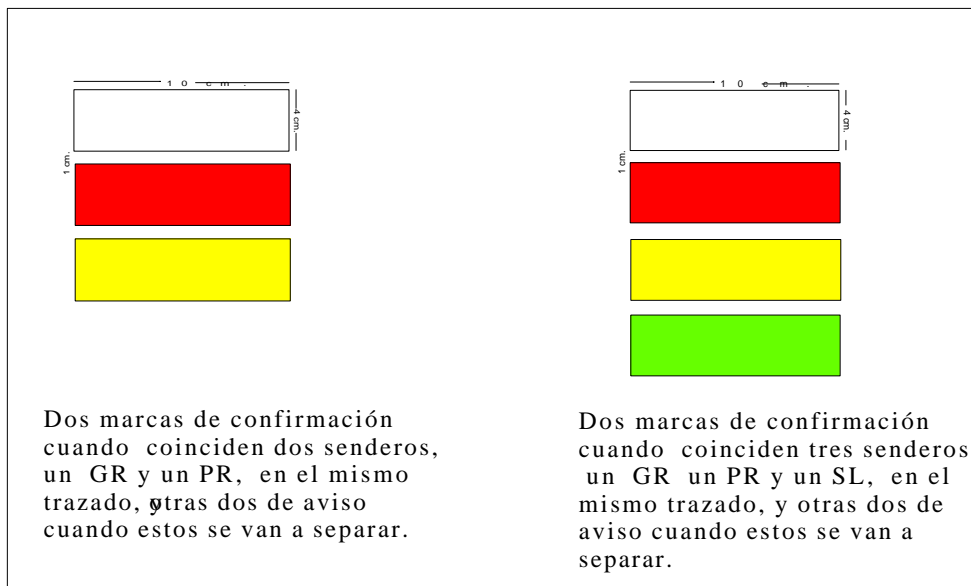 10 cm.
4 cm.
1 cm.
Dos marcas de confirmación
cuando coinciden dos senderos,
un GR y un PR, en el mismo
trazado, y otras dos de aviso
cuando estos se van a separar.
10 cm.
4 cm.
1 cm.
Dos marcas de confirmación
cuando coinciden tres senderos
un GR un PR y un SL, en el
mismo trazado, y otras dos de
aviso cuando estos se van a
separar.